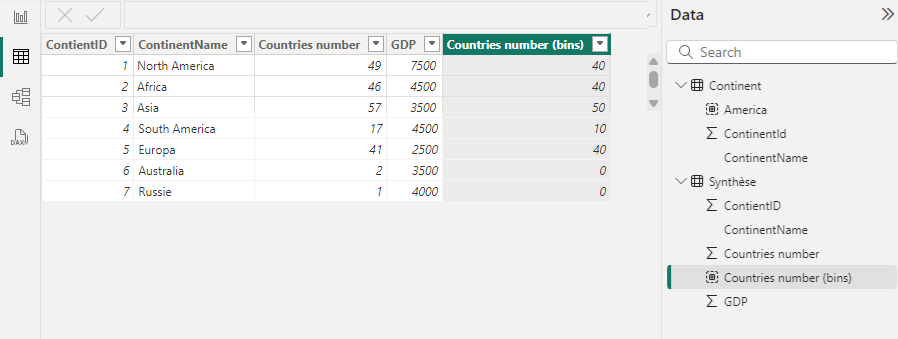 Data
Search
ContientID ContinentName Countries number GDP Countries number (bins)
1 North America 49 7500 40
2 Africa 46 4500 40
3 Asia 57 3500 50
4 South America 17 4500 10
5 Europa 41 2500 40
6 Australia 2 3500 0
7 Russie 1 4000 0
DAX
Continent
America
ContinentId
ContinentName
Synthèse
ContientID
ContinentName
Countries number
Countries number (bins)
GDP